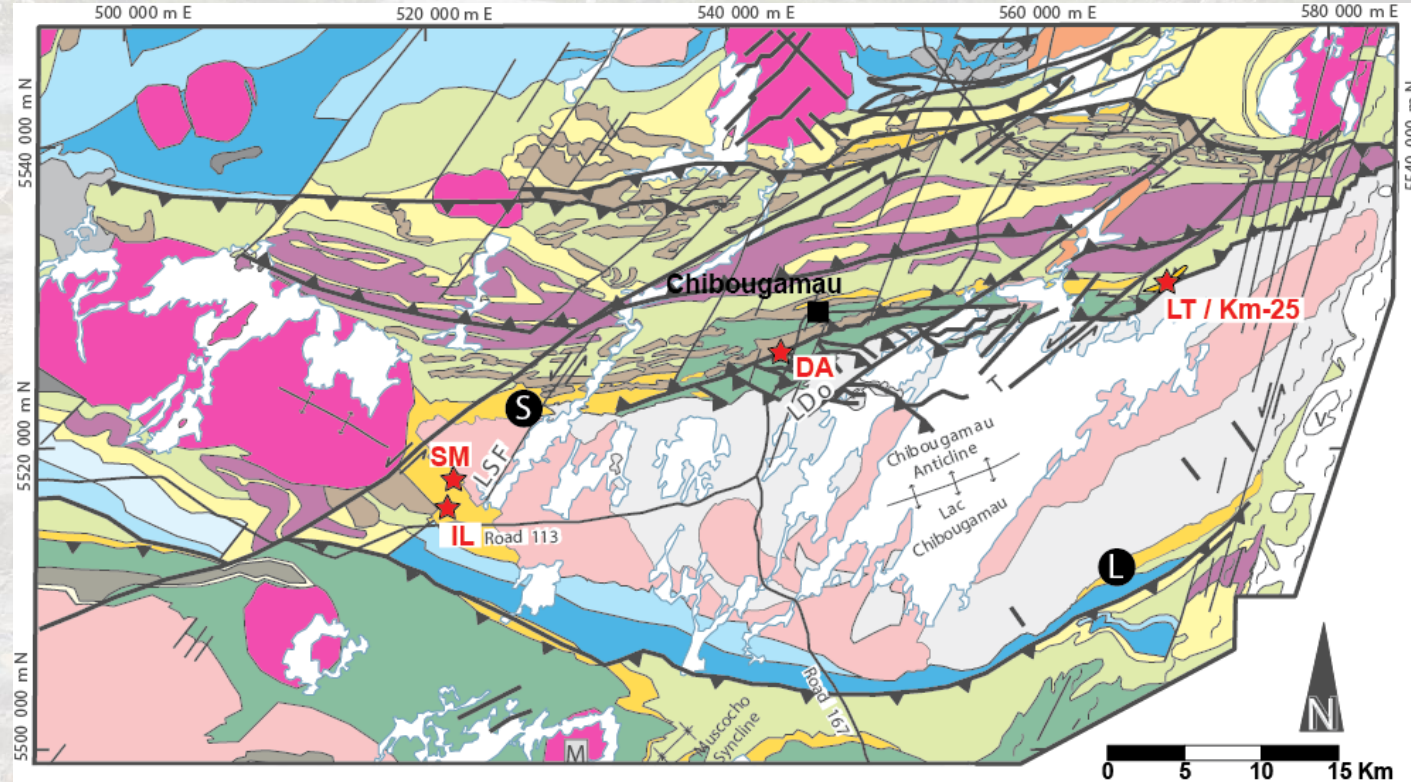 500 000 m E
520 000 m E
540 000 m E
560 000 m E
580 000 m E
5540 000 m N
5540 000 m N
Chibougamau
LT / Km-25
DA
LDo
T
S
5520 000 m N
SM
LSF
Chibougamau
Anticline
Lac
Chibougamau
IL
Road 113
L
Road 167
5500 000 m N
Muscocho
Syncline
M
N
0 5 10 15 Km